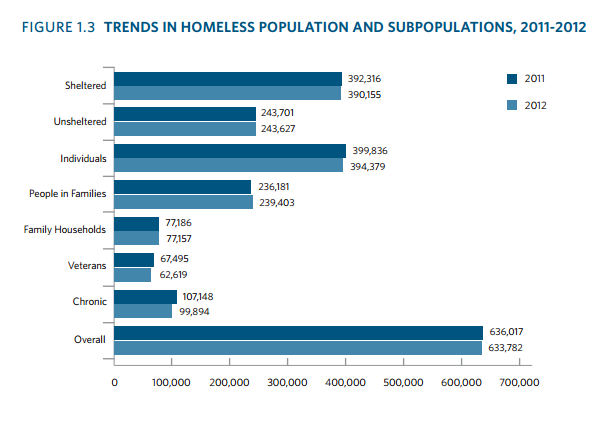 FIGURE 1.3 TRENDS IN HOMELESS POPULATION AND SUBPOPULATIONS, 2011-2012
2011
2012
Sheltered
392,316
390,155
Unsheltered
243,701
243,627
Individuals
399,836
394,379
People in Families
236,181
239,403
Family Households
77,186
77,157
Veterans
67,495
62,619
Chronic
107,148
99,894
Overall
636,017
633,782
0 100,000 200,000 300,000 400,000 500,000 600,000 700,000